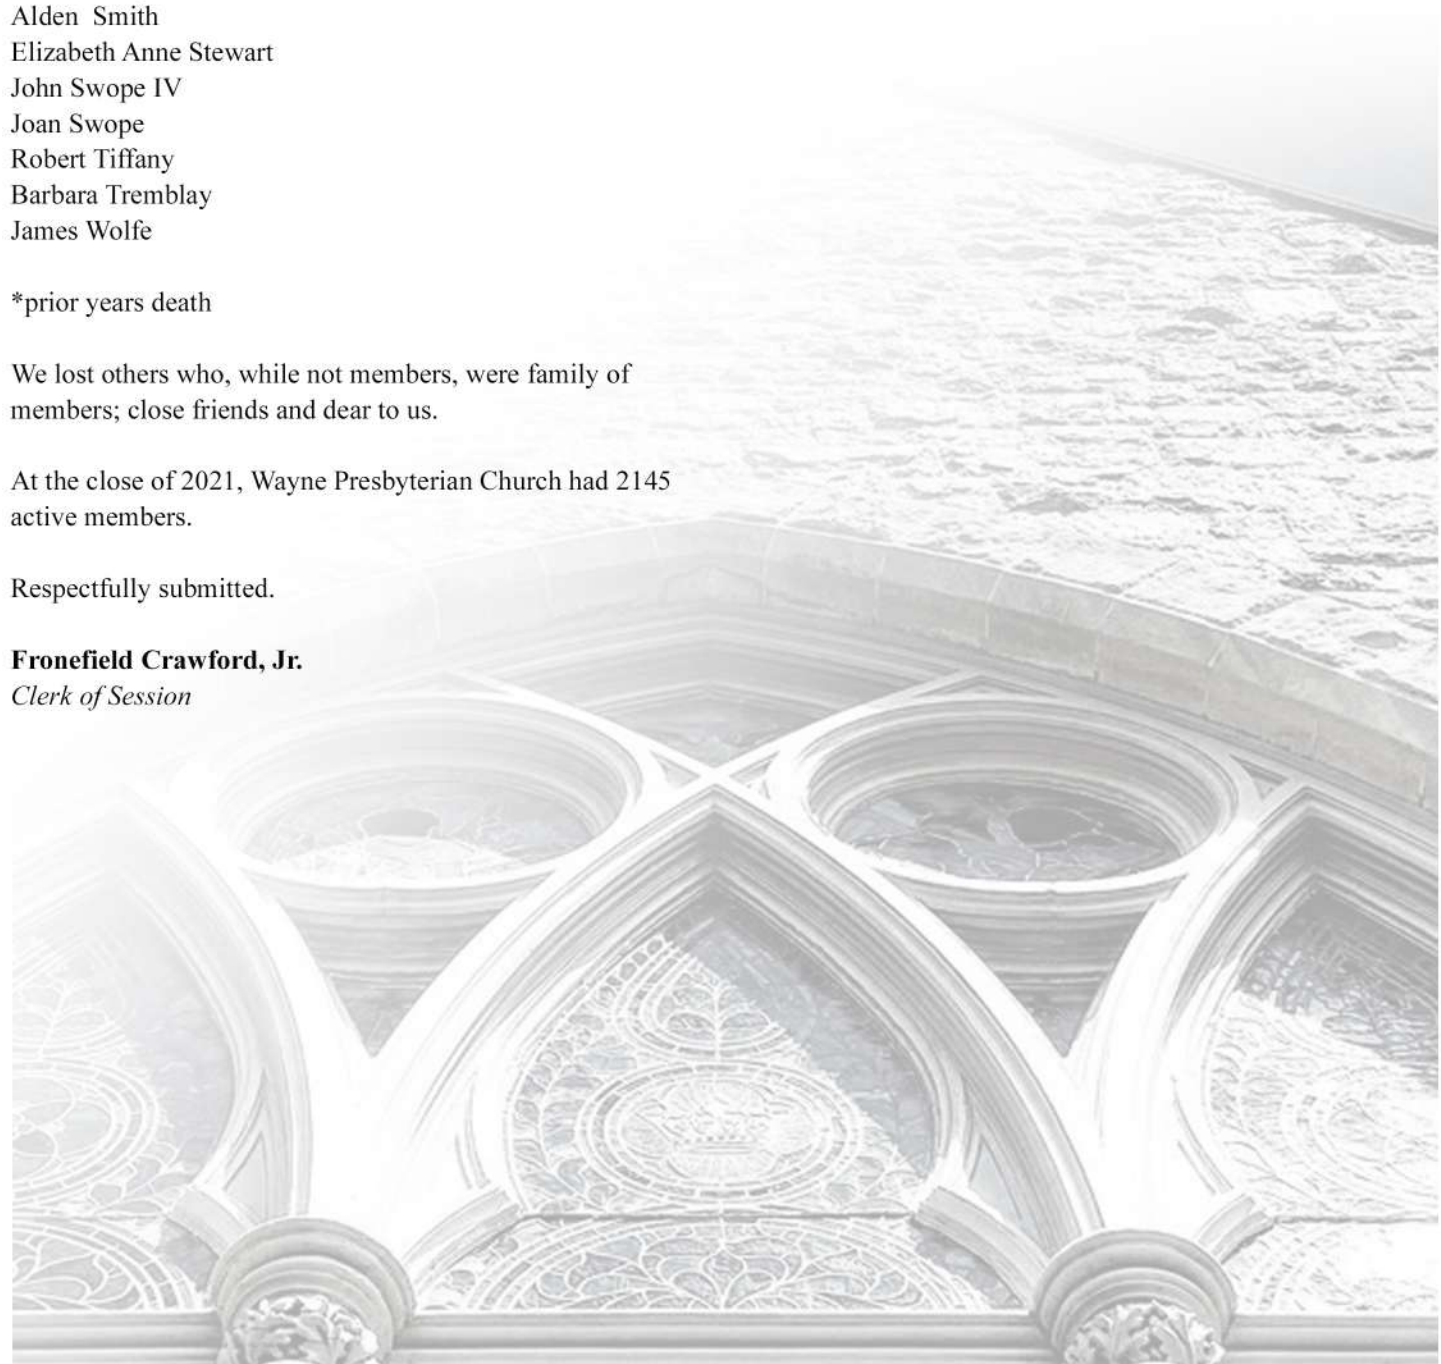 Alden  Smith
Elizabeth Anne Stewart
John Swope IV
Joan Swope
Robert Tiffany
Barbara Tremblay
James Wolfe
*prior years death
We lost others who, while not members, were family of
members; close friends and dear to us.
At the close of 2021, Wayne Presbyterian Church had 2145
active members.
Respectfully submitted.
Fronefield Crawford, Jr.
Clerk of Session